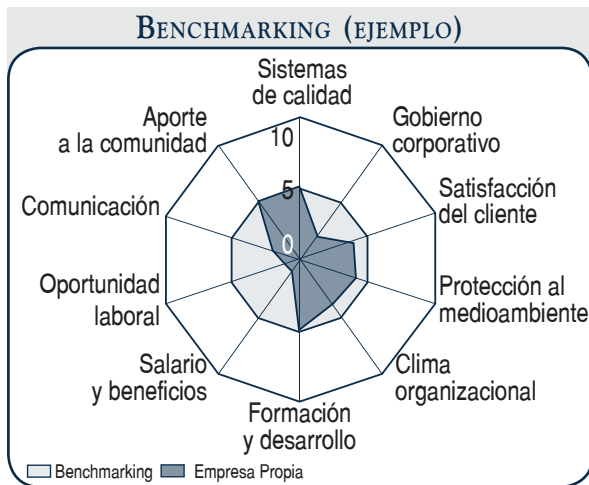 BENCHMARKING (EJEMPLO)
Sistemas
de calidad
Gobierno
corporativo
Satisfacción
del cliente
Protección al
medioambiente
Clima
organizacional
Formación
y desarrollo
Salario
y beneficios
Oportunidad
laboral
Comunicación
Aporte
a la comunidad
10
5
0
Benchmarking
Empresa Propia